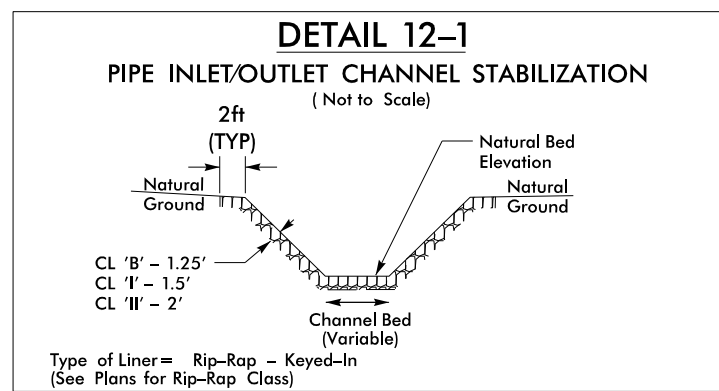 DETAIL 12–1
PIPE INLET/OUTLET CHANNEL STABILIZATION
( Not to Scale)
2ft
(TYP)
Natural Bed
Elevation
Natural
Ground
Natural
Ground
CL 'B' – 1.25'
CL 'I' – 1.5'
CL 'II' – 2'
Channel Bed
(Variable)
Type of Liner= Rip–Rap – Keyed–In
(See Plans for Rip–Rap Class)